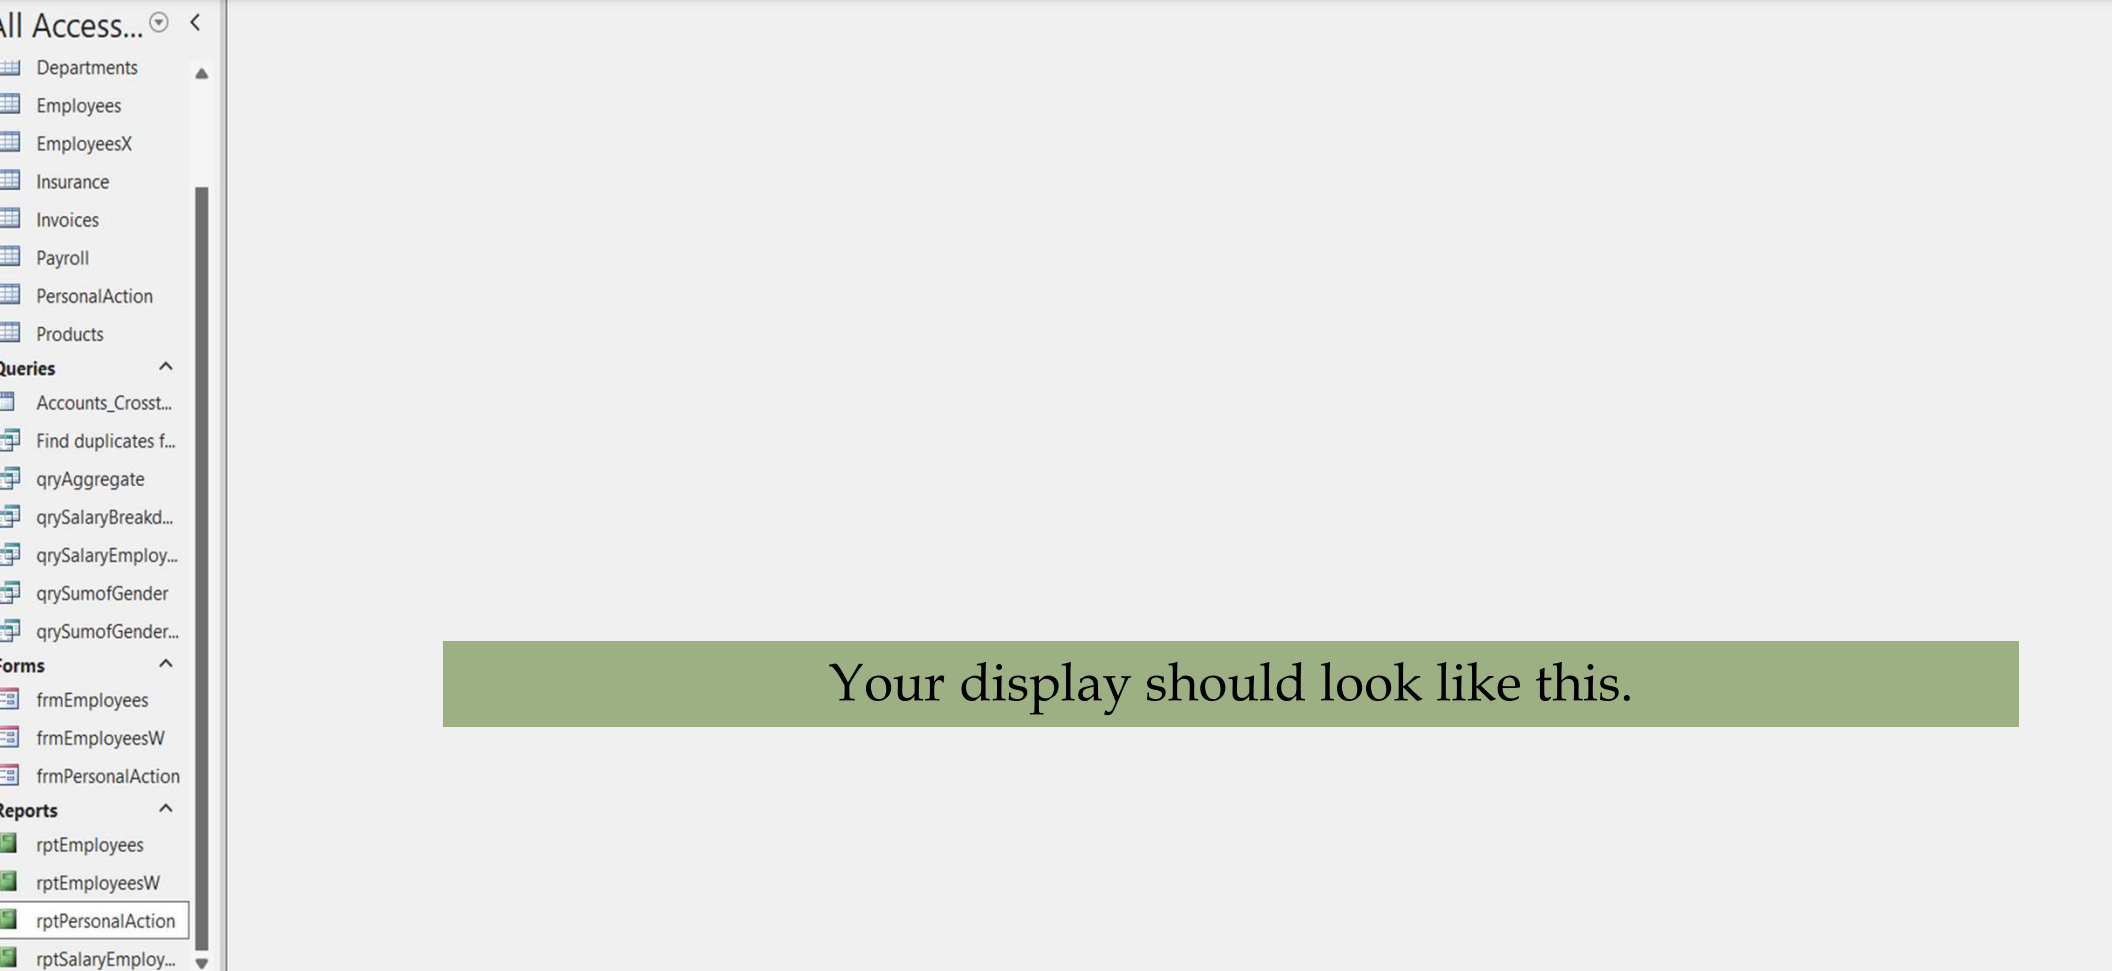 All Access...
Departments
Employees
EmployeesX
Insurance
Invoices
Payroll
PersonalAction
Products
Queries
Accounts_Crosst...
Find duplicates f...
qryAggregate
qrySalaryBreakd...
qrySalaryEmploy...
qrySumofGender
qrySumofGender...
Forms
frmEmployees
frmEmployeesW
frmPersonalAction
Reports
rptEmployees
rptEmployeesW
rptPersonalAction
rptSalaryEmploy...
Your display should look like this.